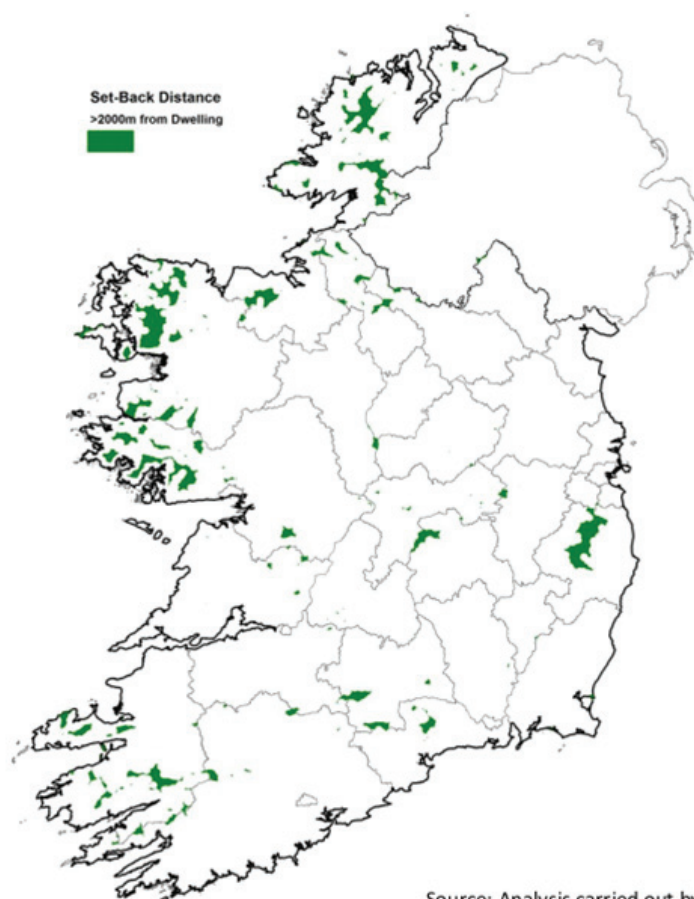 Set-Back Distance
>2000m from Dwelling
Source: Analysis carried out by